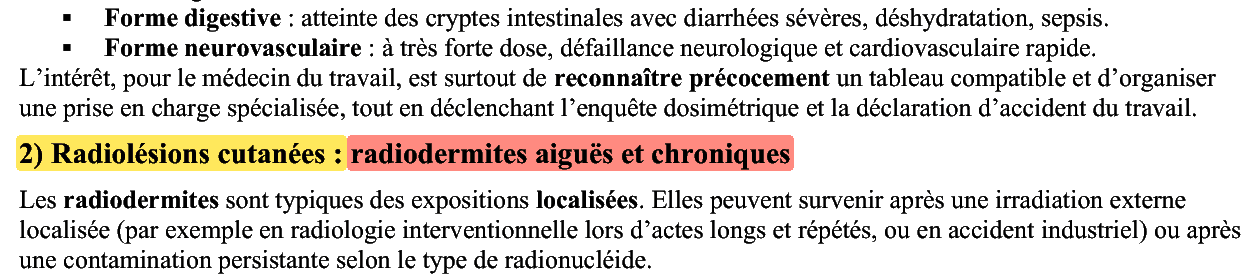 ▪ Forme digestive : atteinte des cryptes intestinales avec diarrhées sévères, déshydratation, sepsis.
▪ Forme neurovasculaire : à très forte dose, défaillance neurologique et cardiovasculaire rapide.
L’intérêt, pour le médecin du travail, est surtout de reconnaître précocement un tableau compatible et d’organiser
une prise en charge spécialisée, tout en déclenchant l’enquête dosimétrique et la déclaration d’accident du travail.
2) Radiolésions cutanées : radiodermites aiguës et chroniques
Les radiodermites sont typiques des expositions localisées. Elles peuvent survenir après une irradiation externe
localisée (par exemple en radiologie interventionnelle lors d’actes longs et répétés, ou en accident industriel) ou après
une contamination persistante selon le type de radionucléide.